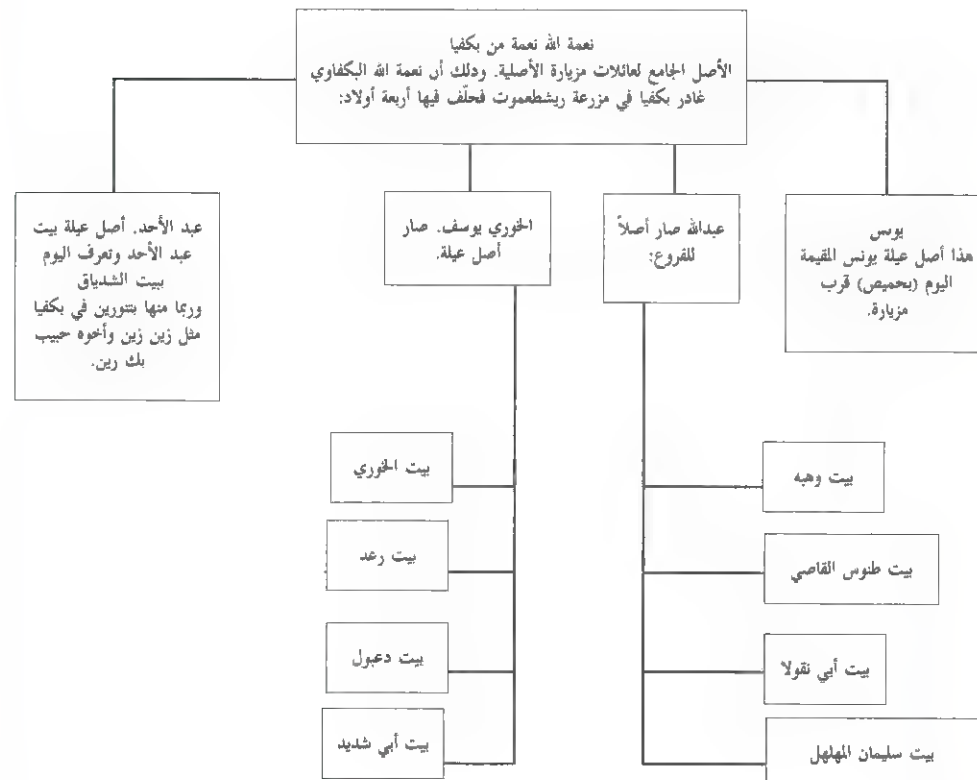 نعمة الله نعمة من بكفيا
الأصل الجامع لعائلات مزيارة الأصلية. وذلك أن نعمة الله البكفاوي
غادر بكفيا في مزرعة ريشطعموت فخلّف فيها أربعة أولاد:
يونس
هذا أصل عيلة يونس المقيمة
اليوم (بحميص) قرب
مزيارة.
عبدالله صار أصلاً
للفروع:
الخوري يوسف. صار
أصل عيلة.
عبد الأحد. أصل عيلة بيت
عبد الأحد وتعرف اليوم
ببيت الشدياق
وربما منها بتنورين في بكفيا
مثل زين زين وأخوه حبيب
بك رين.
بيت وهبه
بيت طنوس القاصي
بيت أبي نقولا
بيت سليمان المهلهل
بيت الخوري
بيت رعد
بيت دعبول
بيت أبي شديد